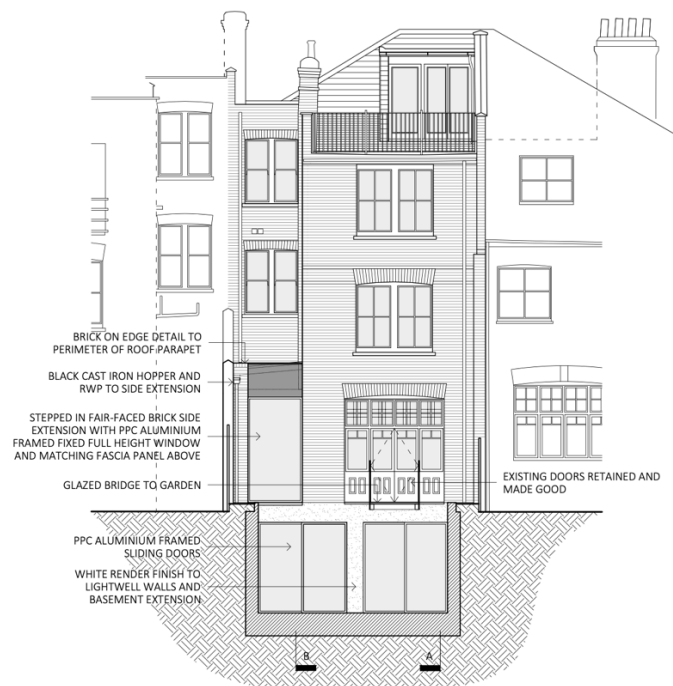 BRICK ON EDGE DETAIL TO
PERIMETER OF ROOF PARAPET
BLACK CAST IRON HOPPER AND
RWP TO SIDE EXTENSION
STEPPED IN FAIR-FACED BRICK SIDE
EXTENSION WITH PPC ALUMINIUM
FRAMED FIXED FULL HEIGHT WINDOW
AND MATCHING FASCIA PANEL ABOVE
GLAZED BRIDGE TO GARDEN
EXISTING DOORS RETAINED AND
MADE GOOD
PPC ALUMINIUM FRAMED
SLIDING DOORS
WHITE RENDER FINISH TO
LIGHTWELL WALLS AND
BASEMENT EXTENSION
B
A